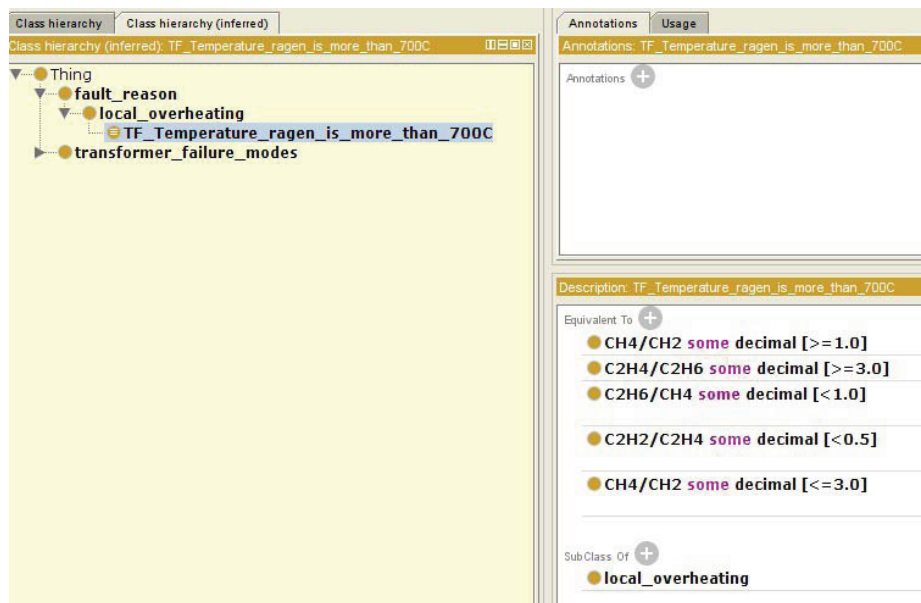 Class hierarchy
Class hierarchy (inferred)
Class hierarchy (inferred): TF_Temperature_ragen_is_more_than_700C
Thing
fault_reason
local_overheating
TF_Temperature_ragen_is_more_than_700C
transformer_failure_modes
Annotations
Usage
Annotations: TF_Temperature_ragen_is_more_than_700C
Annotations
Description: TF_Temperature_ragen_is_more_than_700C
Equivalent To
CH4/CH2 some decimal [>=1.0]
C2H4/C2H6 some decimal [>=3.0]
C2H6/CH4 some decimal [<1.0]
C2H2/C2H4 some decimal [<0.5]
CH4/CH2 some decimal [<=3.0]
SubClass Of
local_overheating